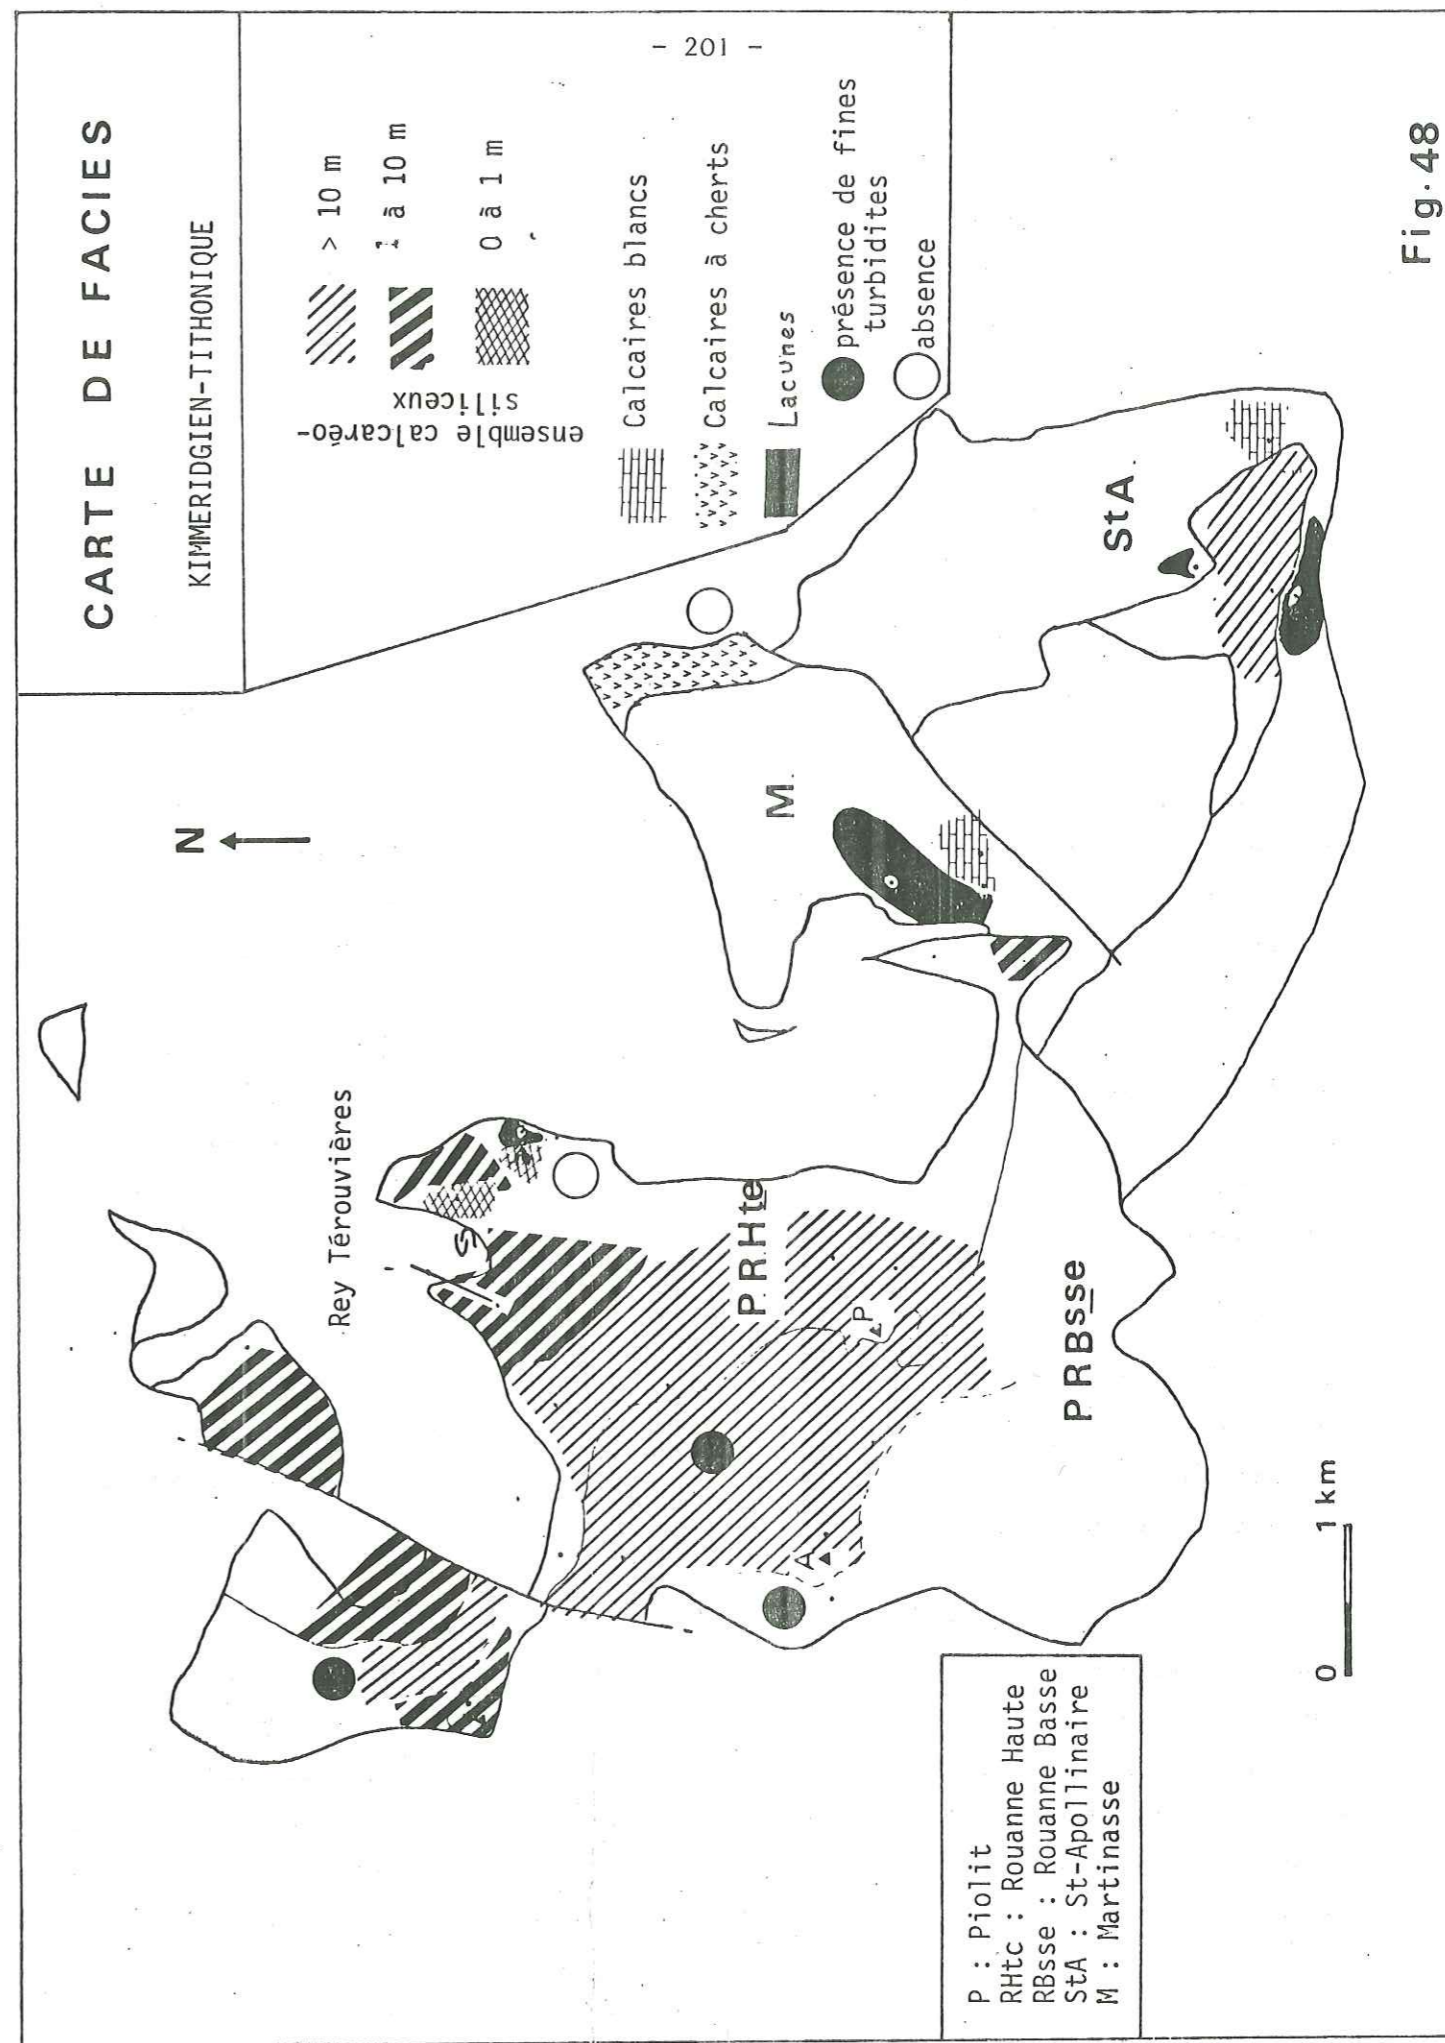 - 201 -
CARTE DE FACIES
KIMMERIDGIEN-TITHONIQUE
> 10 m
1 à 10 m
0 à 1 m
ensemble calcaréo-
siliceux
Calcaires blancs
Calcaires à cherts
Lacunes
présence de fines
turbidites
absence
N
Rey Térouvières
M.
StA.
G
PRHte
P
A
PRBsse
0 1 km
P : Piolit
RHtc : Rouanne Haute
RBsse : Rouanne Basse
StA : St-Apollinaire
M : Martinasse
Fig.48